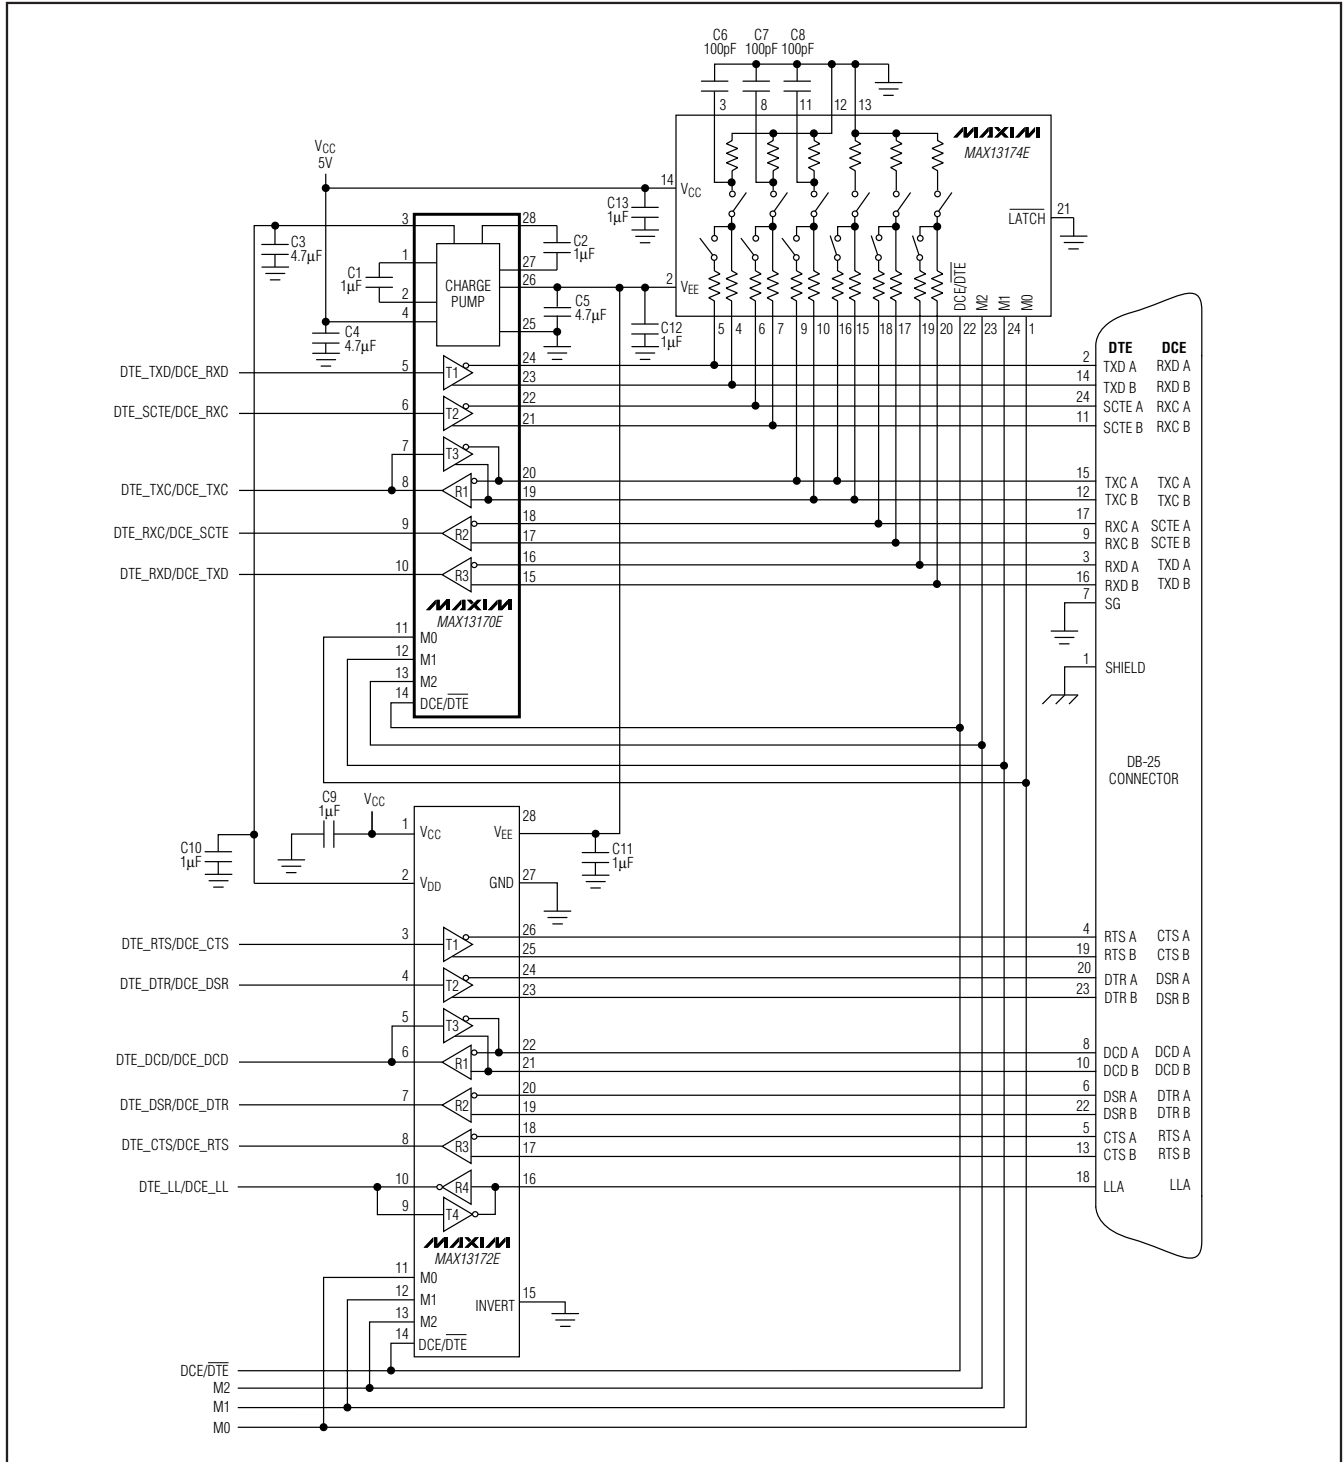 C6 C7 C8
100pF 100pF 100pF
3 8 11 12 13
MAXIM
MAX13174E
VCC
5V
14 VCC
C13
1µF
LATCH 21
3 28
C3
4.7µF
C2
1µF
1 27
C1
1µF
CHARGE
PUMP
26 2 VEE
2
4 25
C5
4.7µF
C12
1µF
C4
4.7µF
DCE/DTE M2 M1 M0
5 4 6 7 9 10 16 15 18 17 19 20 22 23 24 1
DTE DCE
DTE_TXD/DCE_RXD 5 T1 24 2 TXD A RXD A
23 14 TXD B RXD B
DTE_SCTE/DCE_RXC 6 T2 22 24 SCTE A RXC A
21 11 SCTE B RXC B
7 T3
DTE_TXC/DCE_TXC 8 R1 20 15 TXC A TXC A
19 12 TXC B TXC B
DTE_RXC/DCE_SCTE 9 R2 18 17 RXC A SCTE A
17 9 RXC B SCTE B
DTE_RXD/DCE_TXD 10 R3 16 3 RXD A TXD A
15 16 RXD B TXD B
7 SG
MAXIM
MAX13170E
11 M0
12 M1
13 M2
14 DCE/DTE
1 SHIELD
DB-25
CONNECTOR
C9
1µF
VCC
C10
1µF
1 VCC VEE 28
C11
1µF
2 VDD GND 27
DTE_RTS/DCE_CTS 3 T1 26 4 RTS A CTS A
25 19 RTS B CTS B
DTE_DTR/DCE_DSR 4 T2 24 20 DTR A DSR A
23 23 DTR B DSR B
5 T3
DTE_DCD/DCE_DCD 6 R1 22 8 DCD A DCD A
21 10 DCD B DCD B
DTE_DSR/DCE_DTR 7 R2 20 6 DSR A DTR A
19 22 DSR B DTR B
DTE_CTS/DCE_RTS 8 R3 18 5 CTS A RTS A
17 13 CTS B RTS B
DTE_LL/DCE_LL 10 R4 16 18 LLA LLA
9 T4
MAXIM
MAX13172E
11 M0
12 M1
13 M2
14 DCE/DTE
INVERT 15
DCE/DTE
M2
M1
M0